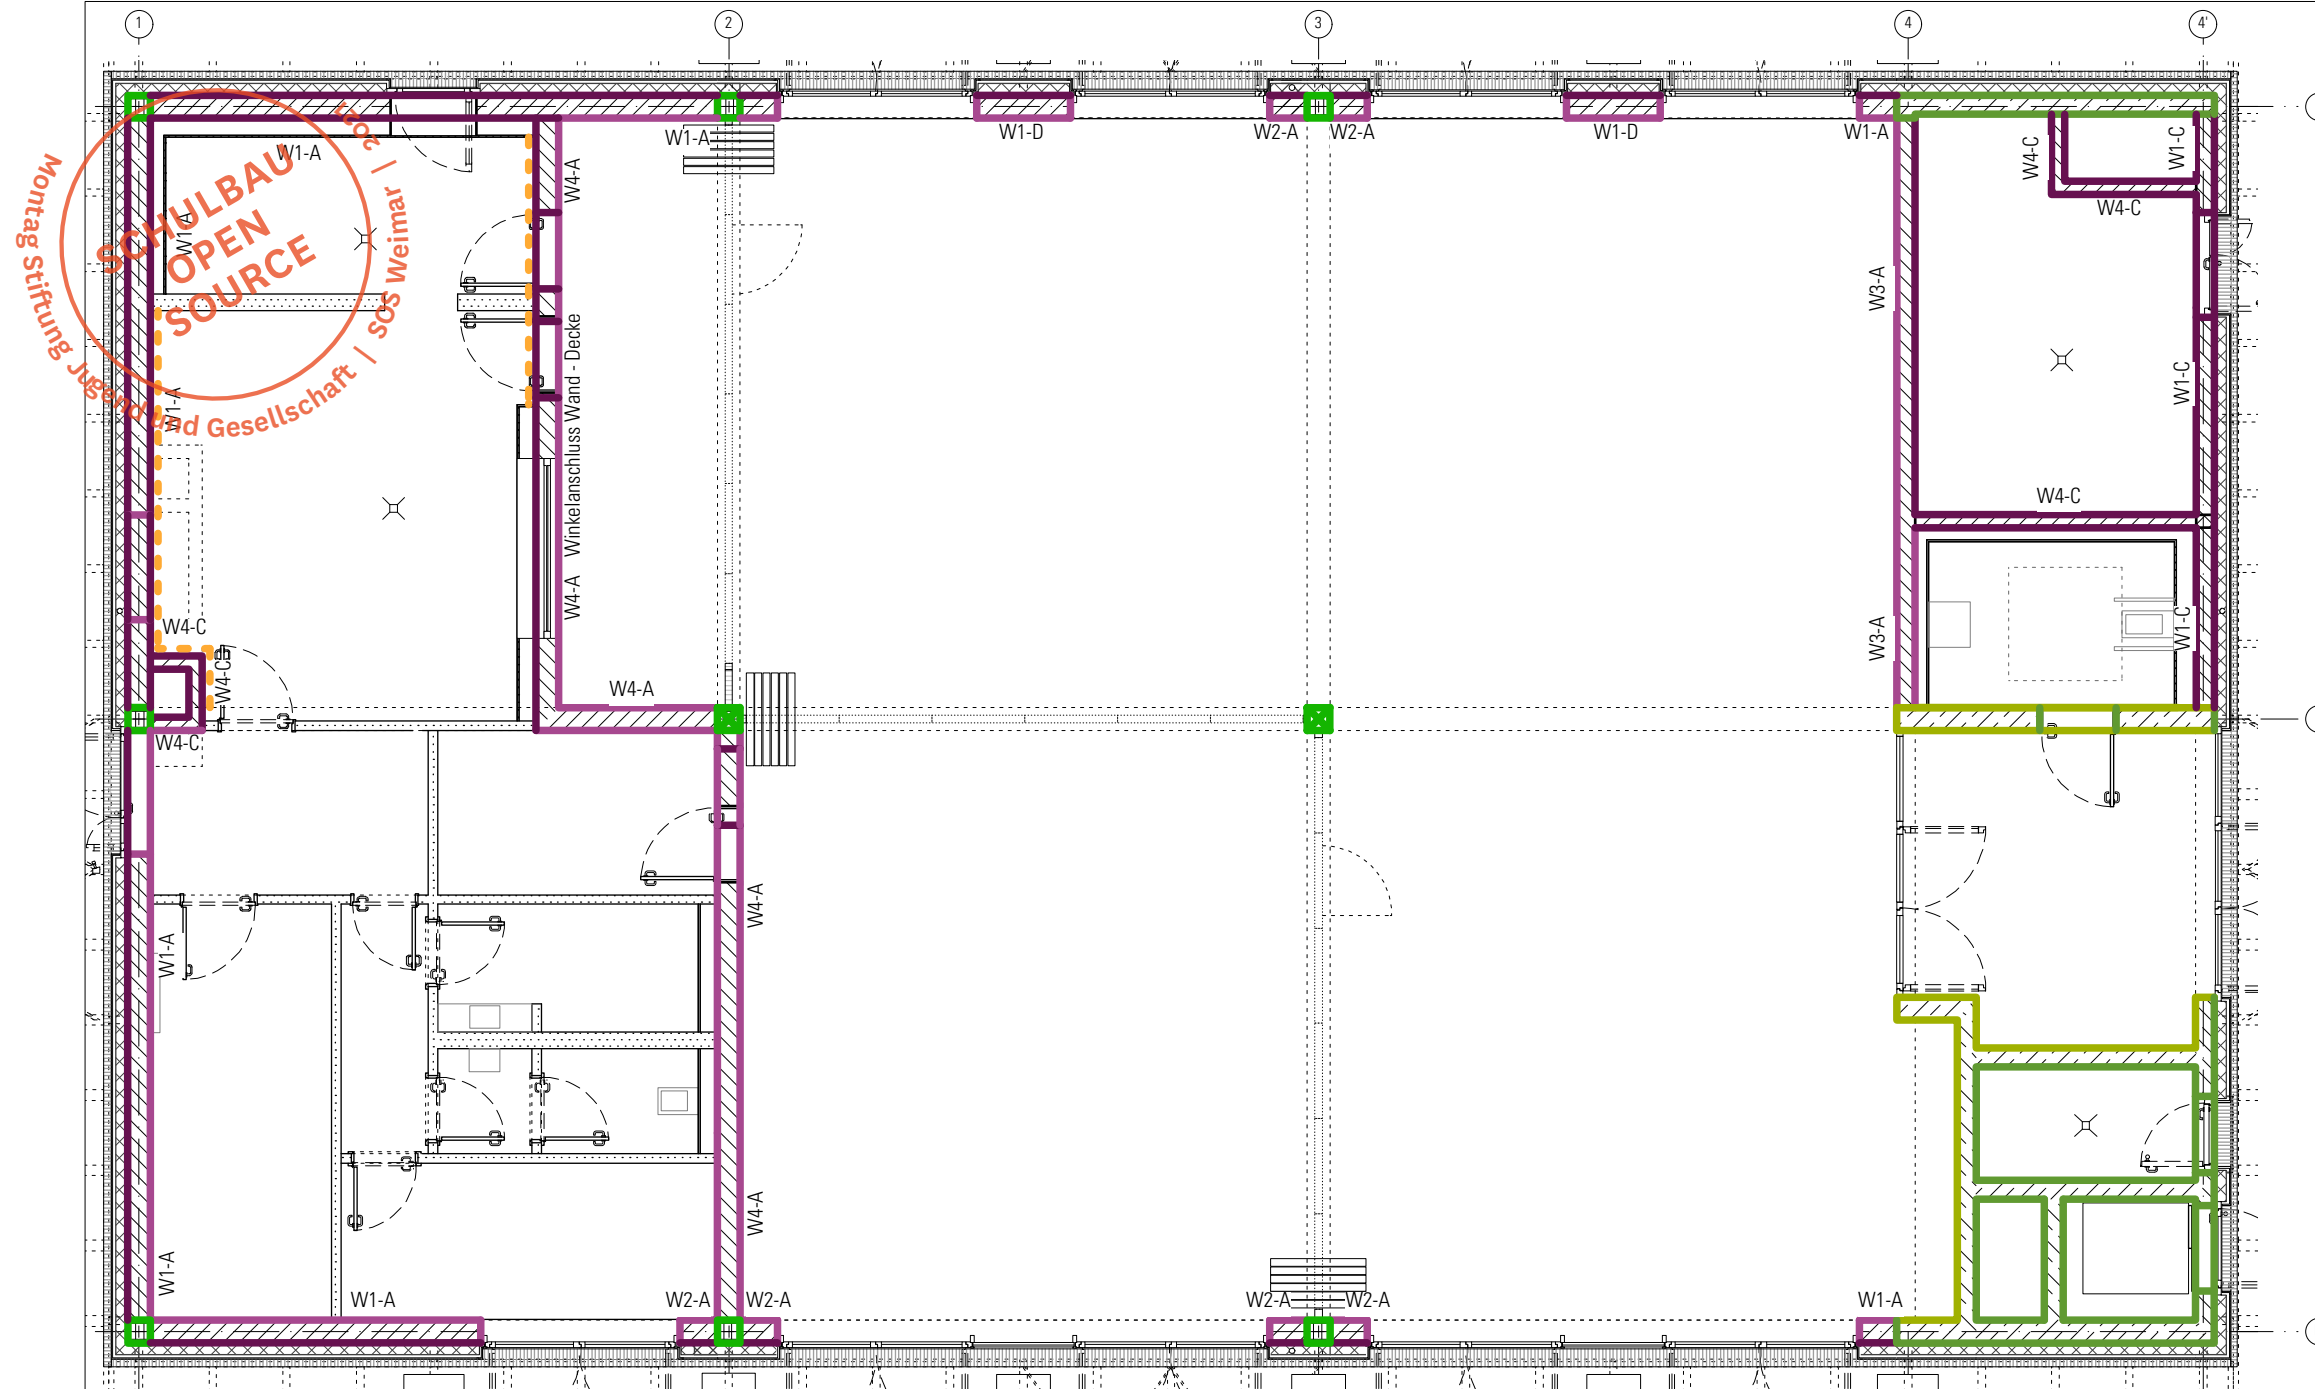 1
2
3
4
4'
W1-A
W1-A
W1-D
W2-A
W2-A
W1-D
W1-A
W4-A
W4-C
W1-C
W4-C
W1-A
W3-A
W1-C
W1-A
W4-A Winkelanschluss Wand - Decke
W4-C
W4-C
W4-C
W4-A
W3-A
W1-C
W4-C
W1-A
W4-A
W4-A
W1-A
W1-A
W2-A
W2-A
W2-A
W2-A
W1-A
SCHULBAU
OPEN
SOURCE
Montag Stiftung Jugend und Gesellschaft | SOS Weimar | 2021